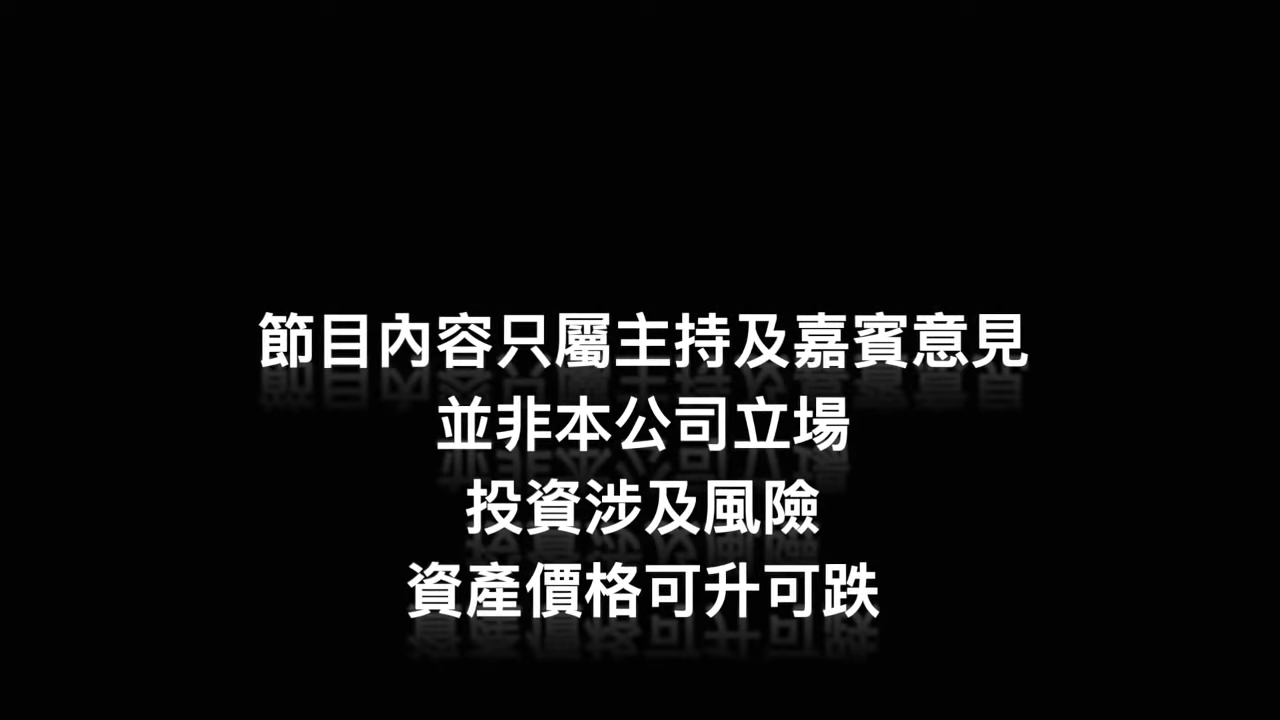 節目內容只屬主持及嘉賓意見
並非本公司立場
投資涉及風險
資產價格可升可跌